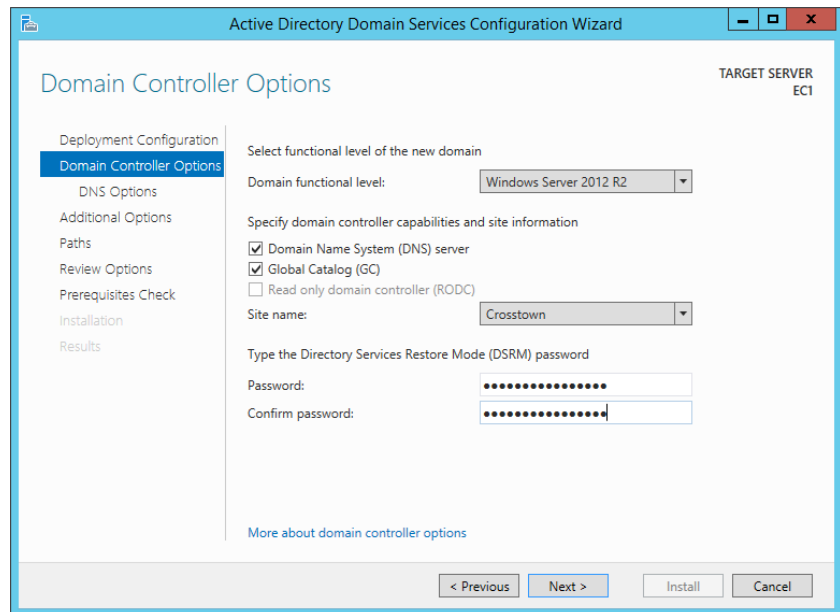 Active Directory Domain Services Configuration Wizard
Domain Controller Options
TARGET SERVER
EC1
Deployment Configuration
Domain Controller Options
DNS Options
Additional Options
Paths
Review Options
Prerequisites Check
Installation
Results
Select functional level of the new domain
Domain functional level: Windows Server 2012 R2
Specify domain controller capabilities and site information
Domain Name System (DNS) server
Global Catalog (GC)
Read only domain controller (RODC)
Site name: Crosstown
Type the Directory Services Restore Mode (DSRM) password
Password: ●●●●●●●●●●●●●●●●
Confirm password: ●●●●●●●●●●●●●●●●
More about domain controller options
< Previous Next > Install Cancel